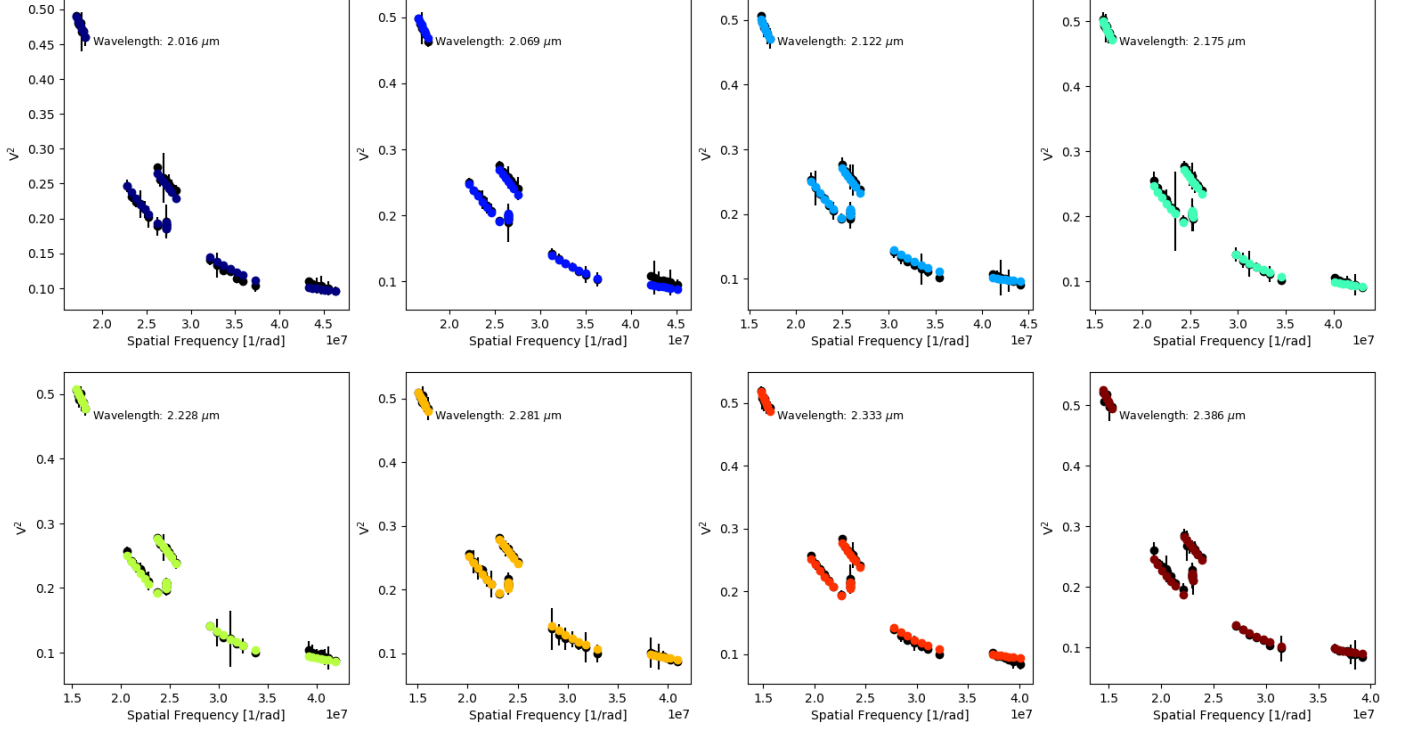 0.50
0.45
0.40
0.35
0.30
0.25
0.20
0.15
0.10
V²
Wavelength: 2.016 μm
2.0 2.5 3.0 3.5 4.0 4.5
Spatial Frequency [1/rad]
1e7
0.5
0.4
0.3
0.2
0.1
V²
Wavelength: 2.069 μm
2.0 2.5 3.0 3.5 4.0 4.5
Spatial Frequency [1/rad]
1e7
0.5
0.4
0.3
0.2
0.1
V²
Wavelength: 2.122 μm
1.5 2.0 2.5 3.0 3.5 4.0 4.5
Spatial Frequency [1/rad]
1e7
0.5
0.4
0.3
0.2
0.1
V²
Wavelength: 2.175 μm
1.5 2.0 2.5 3.0 3.5 4.0
Spatial Frequency [1/rad]
1e7
0.5
0.4
0.3
0.2
0.1
V²
Wavelength: 2.228 μm
1.5 2.0 2.5 3.0 3.5 4.0
Spatial Frequency [1/rad]
1e7
0.5
0.4
0.3
0.2
0.1
V²
Wavelength: 2.281 μm
1.5 2.0 2.5 3.0 3.5 4.0
Spatial Frequency [1/rad]
1e7
0.5
0.4
0.3
0.2
0.1
V²
Wavelength: 2.333 μm
1.5 2.0 2.5 3.0 3.5 4.0
Spatial Frequency [1/rad]
1e7
0.5
0.4
0.3
0.2
0.1
V²
Wavelength: 2.386 μm
1.5 2.0 2.5 3.0 3.5 4.0
Spatial Frequency [1/rad]
1e7